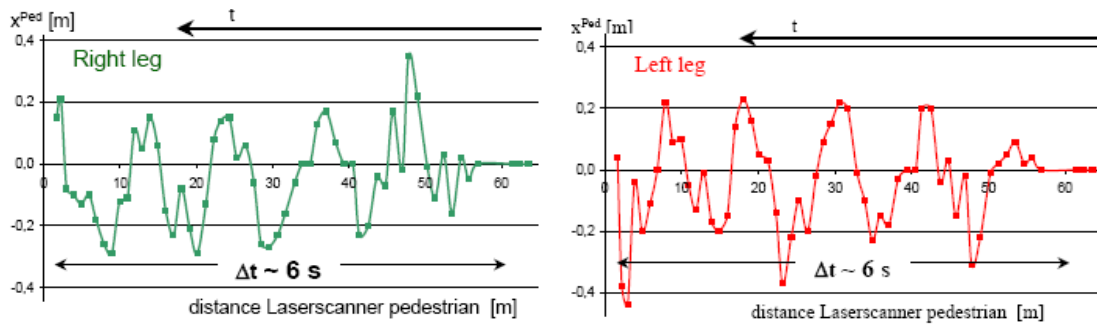 xPed [m]
t
0,4
Right leg
0,2
0,0
0 10 20 30 40 50 60
-0,2
Δt ~ 6 s
-0,4
distance Laserscanner pedestrian [m]
xPed [m]
t
0,4
Left leg
0,2
0,0
0 10 20 30 40 50 60
-0,2
Δt ~ 6 s
-0,4
distance Laserscanner pedestrian [m]